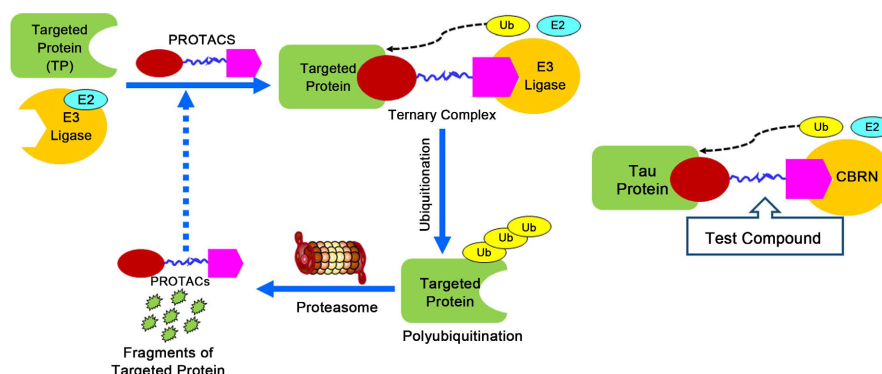 Targeted
Protein
(TP)
PROTACS
E2
E3
Ligase
Ub
E2
Targeted
Protein
E3
Ligase
Ternary Complex
Ubiquitionation
Ub
Ub
Ub
Targeted
Protein
Polyubiquitination
Proteasome
PROTACs
Fragments of
Targeted Protein
Ub
E2
Tau
Protein
CBRN
Test Compound